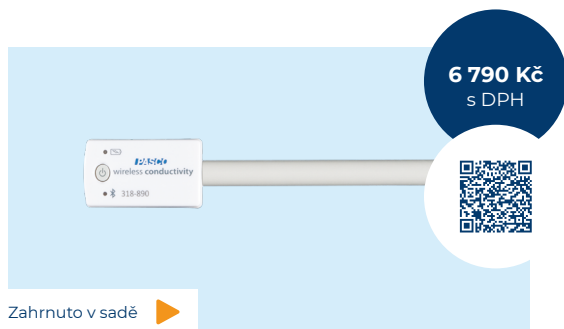 6 790 Kč
s DPH
PASCO
wireless conductivity
318-890
Zahrnuto v sadě